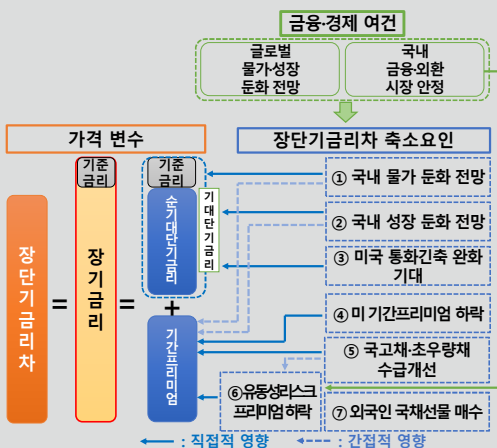 금융·경제 여건
글로벌
물가·성장
둔화 전망
국내
금융·외환
시장 안정
가격 변수
장단기금리차 축소요인
장단기금리차
=
기준
금리
장기금리
=
기준
금리
순기대단기금리
기대단기금리
+
기간프리미엄
① 국내 물가 둔화 전망
② 국내 성장 둔화 전망
③ 미국 통화긴축 완화
기대
④ 미 기간프리미엄 하락
⑤ 국고채·초우량채
수급개선
⑥유동성리스크
프리미엄하락
⑦ 외국인 국채선물 매수
: 직접적 영향
: 간접적 영향